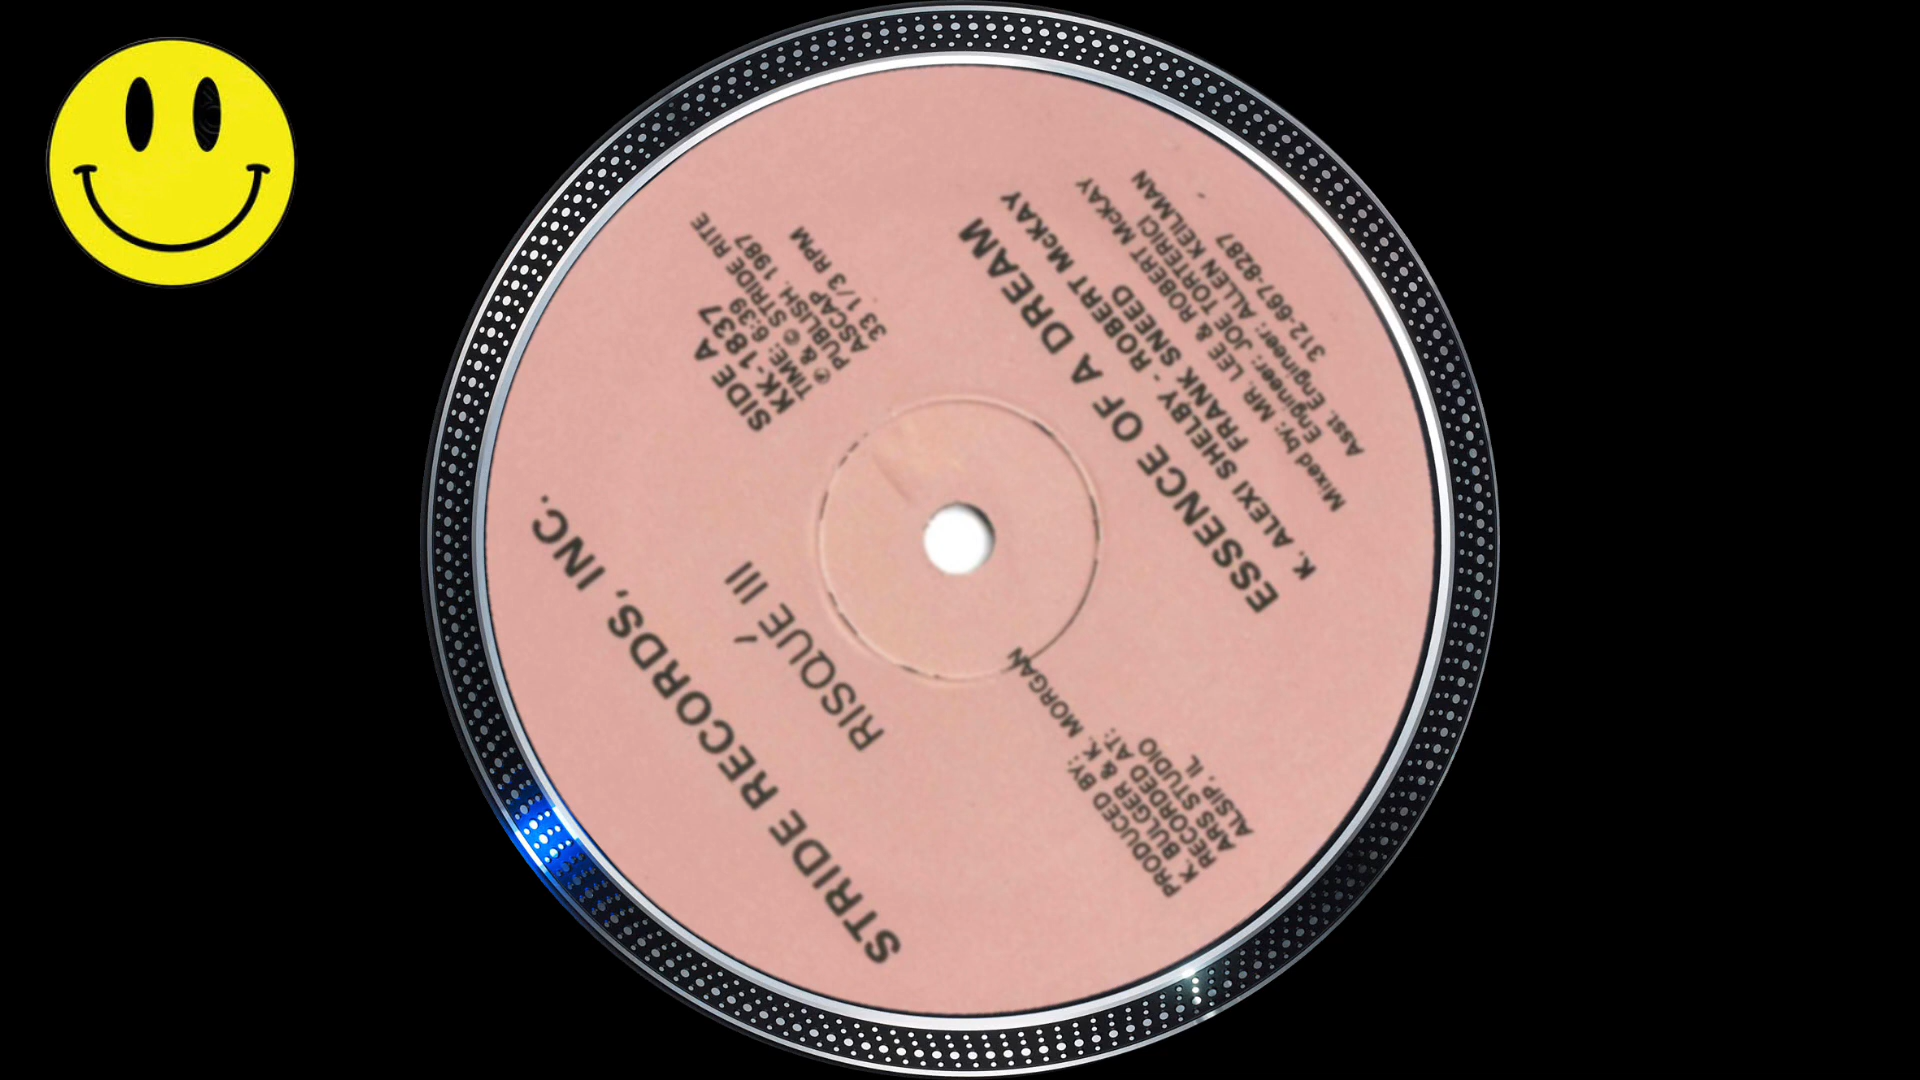 STRIDE RECORDS, INC.
RISQUÉ III
PRODUCED BY:
K. BULGER & K. MORGAN
RECORDED AT:
ARS STUDIO
ALSIP, IL
SIDE A
KK-1837
TIME: 6:39
℗ & © STRIDE RITE
PUBLISH. 1987
ASCAP
33 1/3 RPM
ESSENCE OF A DREAM
K. ALEXI SHELBY - ROBERT McKAY
FRANK SNEED
Mixed by: MR. LEE & ROBERT McKAY
Engineer: JOE TORTERICI
Asst. Engineer: ALLEN KEILMAN
312-667-8287